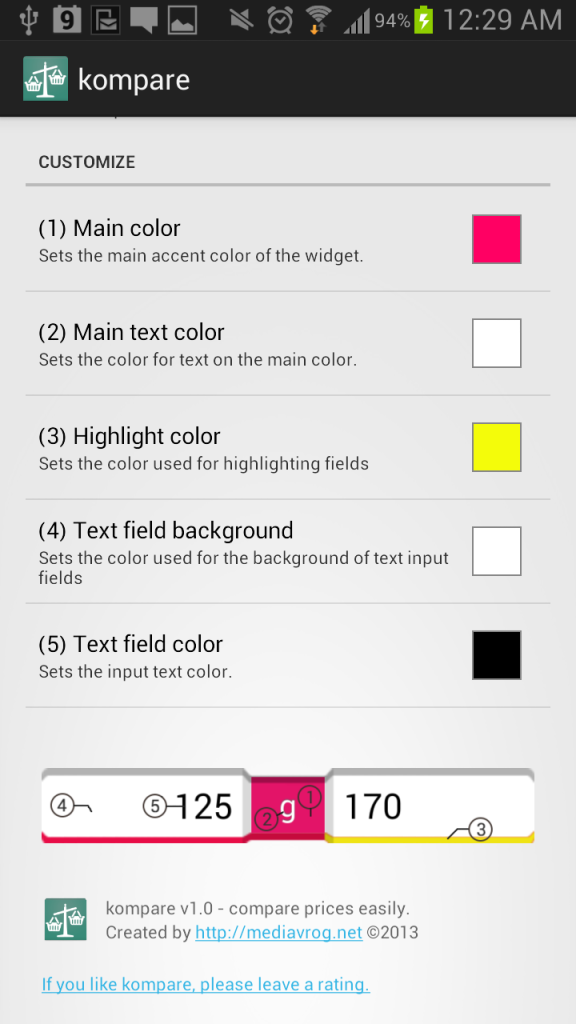 9
94%
12:29 AM
kompare
CUSTOMIZE
(1) Main color
Sets the main accent color of the widget.
(2) Main text color
Sets the color for text on the main color.
(3) Highlight color
Sets the color used for highlighting fields
(4) Text field background
Sets the color used for the background of text input
fields
(5) Text field color
Sets the input text color.
4 5 125 2 g 1 170 3
kompare v1.0 - compare prices easily.
Created by http://mediavrog.net ©2013
If you like kompare, please leave a rating.